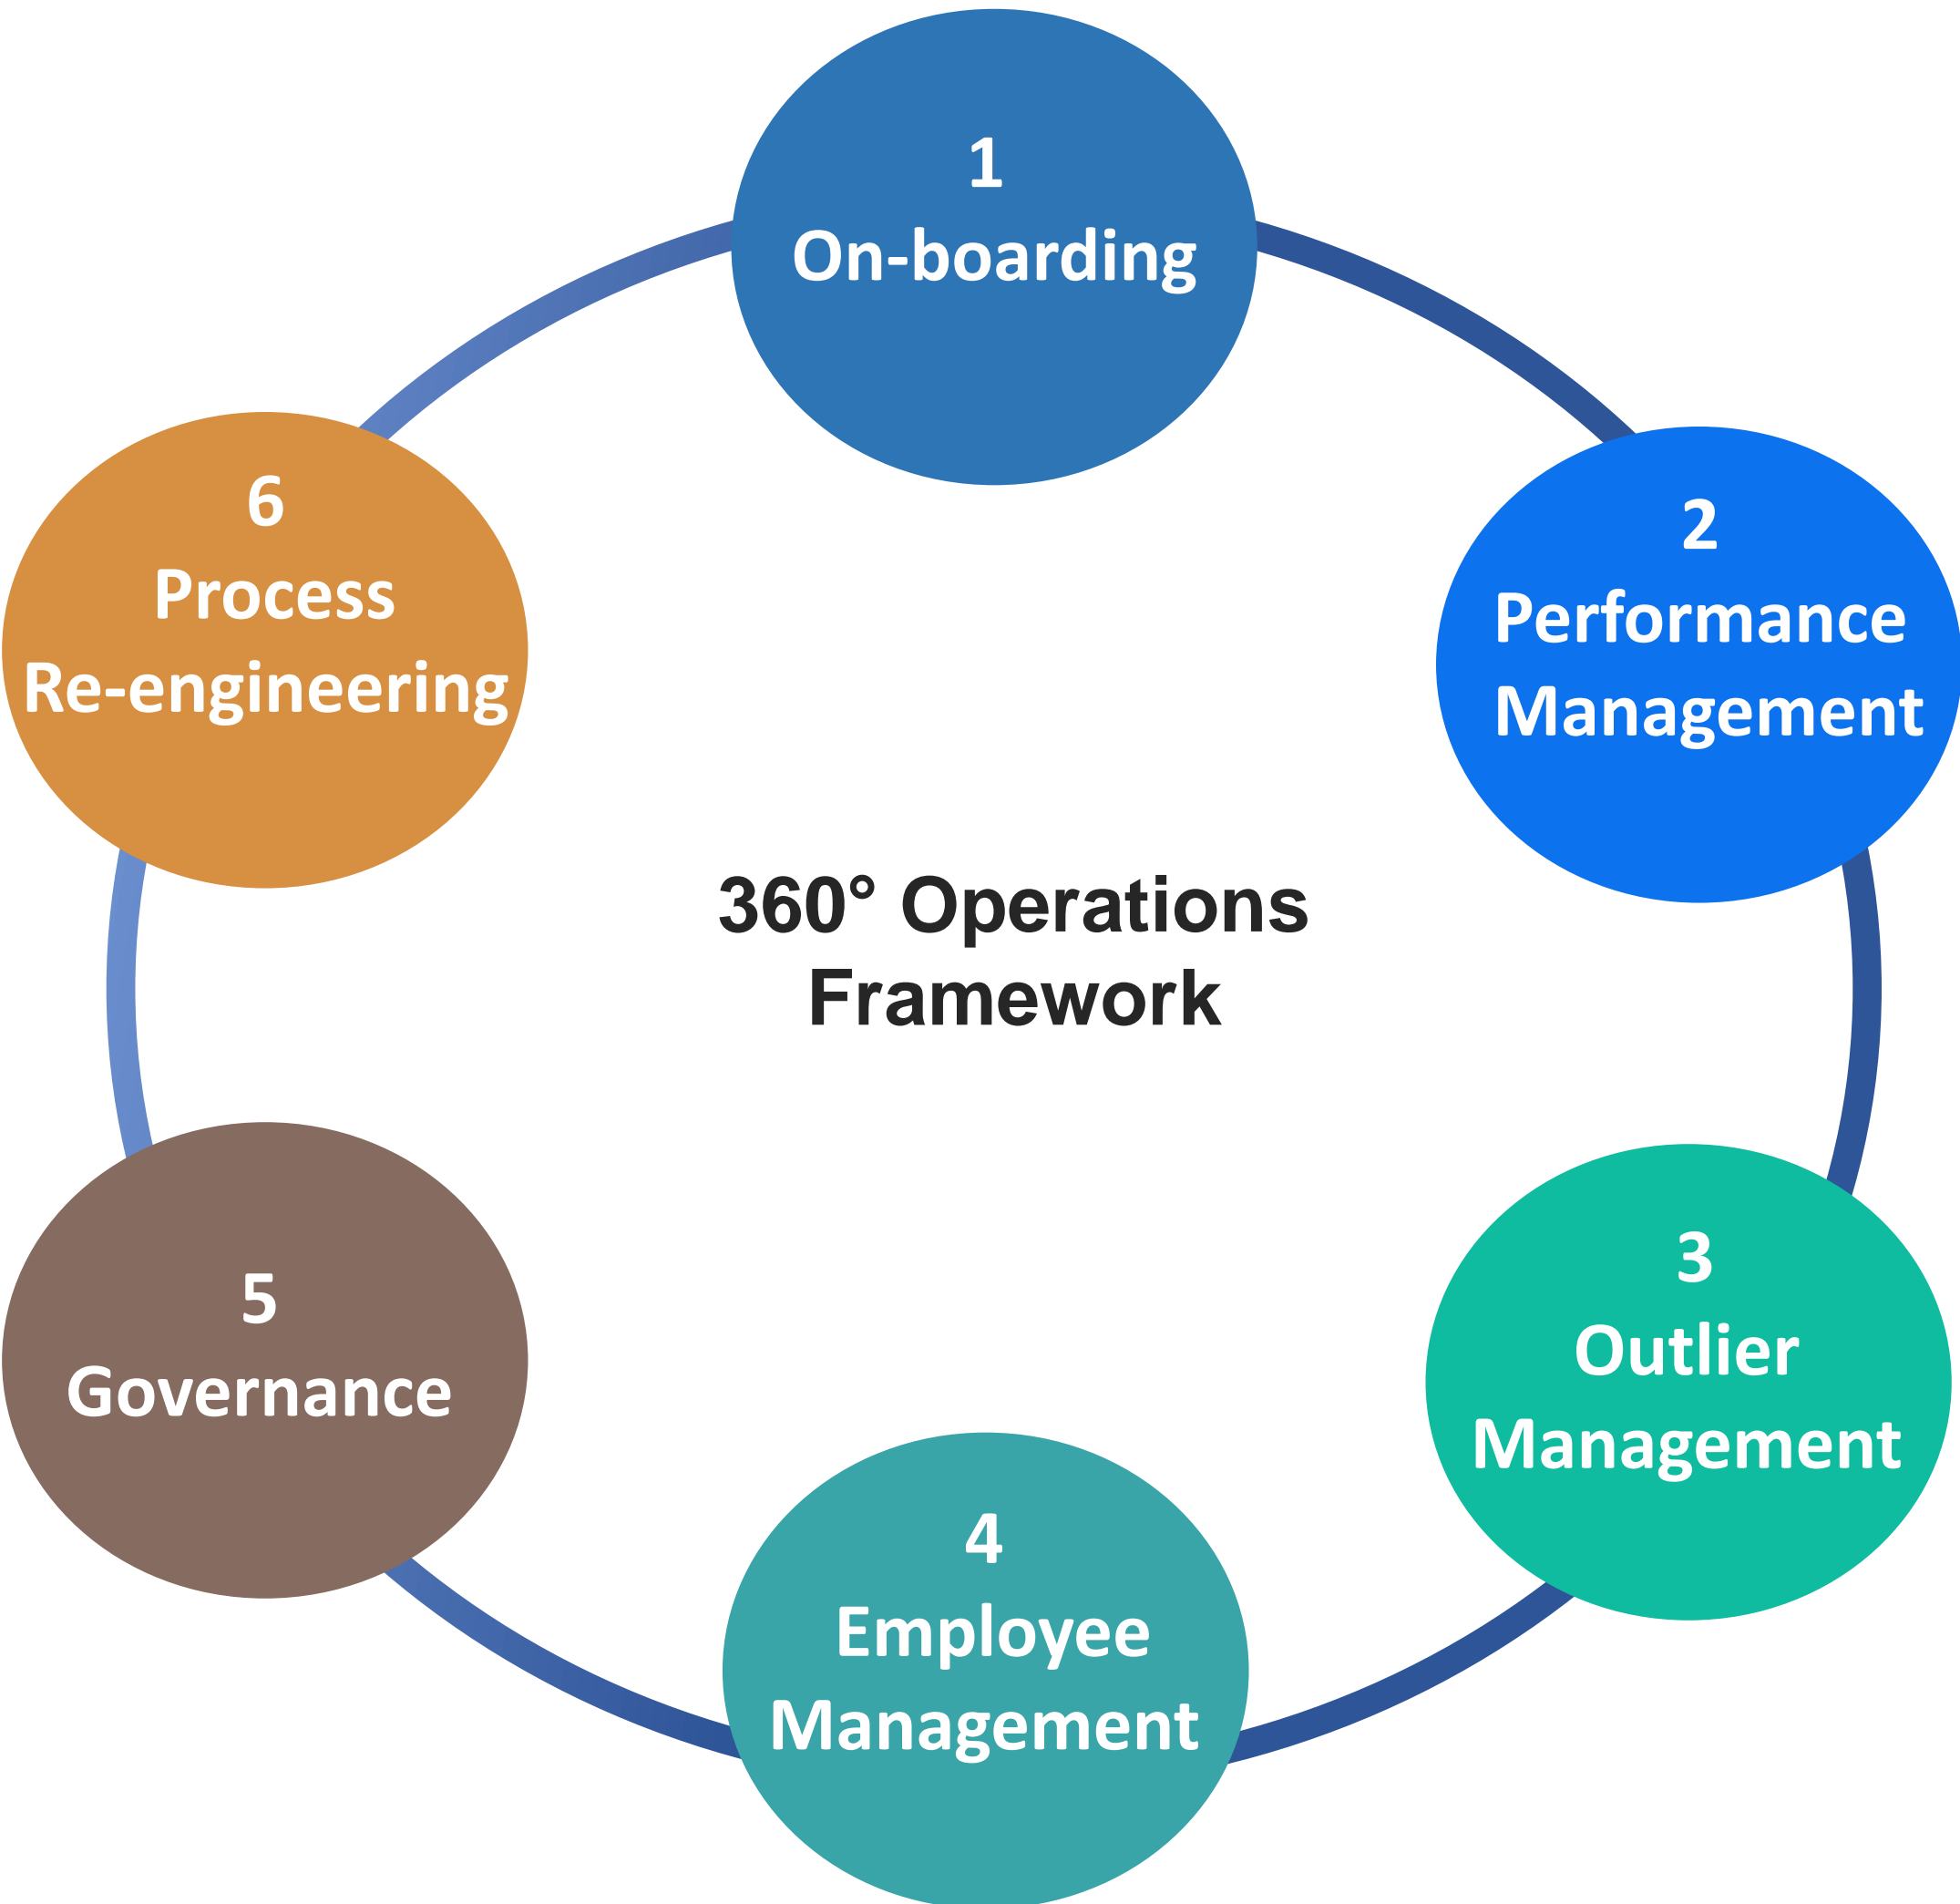 1
On-boarding
2
Performance
Management
3
Outlier
Management
4
Employee
Management
5
Governance
6
Process
Re-engineering
360° Operations
Framework